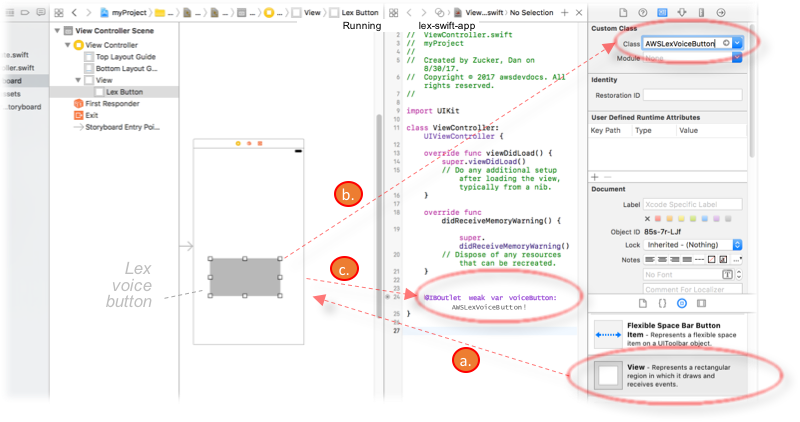 myProject
View
Lex Button
View...swift
No Selection
Running
lex-swift-app
...re.swift
...ler.swift
...board
...ssets
...toryboard
View Controller Scene
View Controller
Top Layout Guide
Bottom Layout G...
View
Lex Button
First Responder
Exit
Storyboard Entry Poi...
Lex
voice
button
a.
b.
c.
2 // ViewController.swift
3 // myProject
4 //
5 // Created by Zucker, Dan on
8/30/17.
6 // Copyright © 2017 awsdevdocs. All
rights reserved.
7 //
8
9 import UIKit
10
11 class ViewController:
UIViewController {
12
13 override func viewDidLoad() {
14 super.viewDidLoad()
15 // Do any additional setup
after loading the view,
typically from a nib.
16 }
17
18 override func
didReceiveMemoryWarning() {
19 super.
didReceiveMemoryWarning()
20 // Dispose of any resources
that can be recreated.
21 }
22
23
24 @IBOutlet weak var voiceButton:
AWSLexVoiceButton!
}
27
Custom Class
Class AWSLexVoiceButton
Module None
Identity
Restoration ID
User Defined Runtime Attributes
Key Path Type Value
Document
Label Xcode Specific Label
Object ID 85s-7r-LJf
Lock Inherited - (Nothing)
Notes
No Font
Comment For Localizer
Flexible Space Bar Button
Item - Represents a flexible space
item on a UIToolbar object.
View - Represents a rectangular
region in which it draws and
receives events.